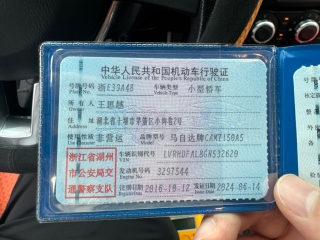 中华人民共和国机动车行驶证
Vehicle License of the People's Republic of China
号牌号码 浙E39A48 车辆类型 小型轿车
Plate No. Vehicle Type
所有人 王思越
Owner
住址
Address
使用性质 非营运 品牌型号 马自达牌CAM7150A5
Use Character Model
浙江省湖州
市公安局交
通警察支队
车辆识别代号
VIN
发动机号码 3297544
Engine No.
注册日期 2016-10-12 发证日期 2024-06-14